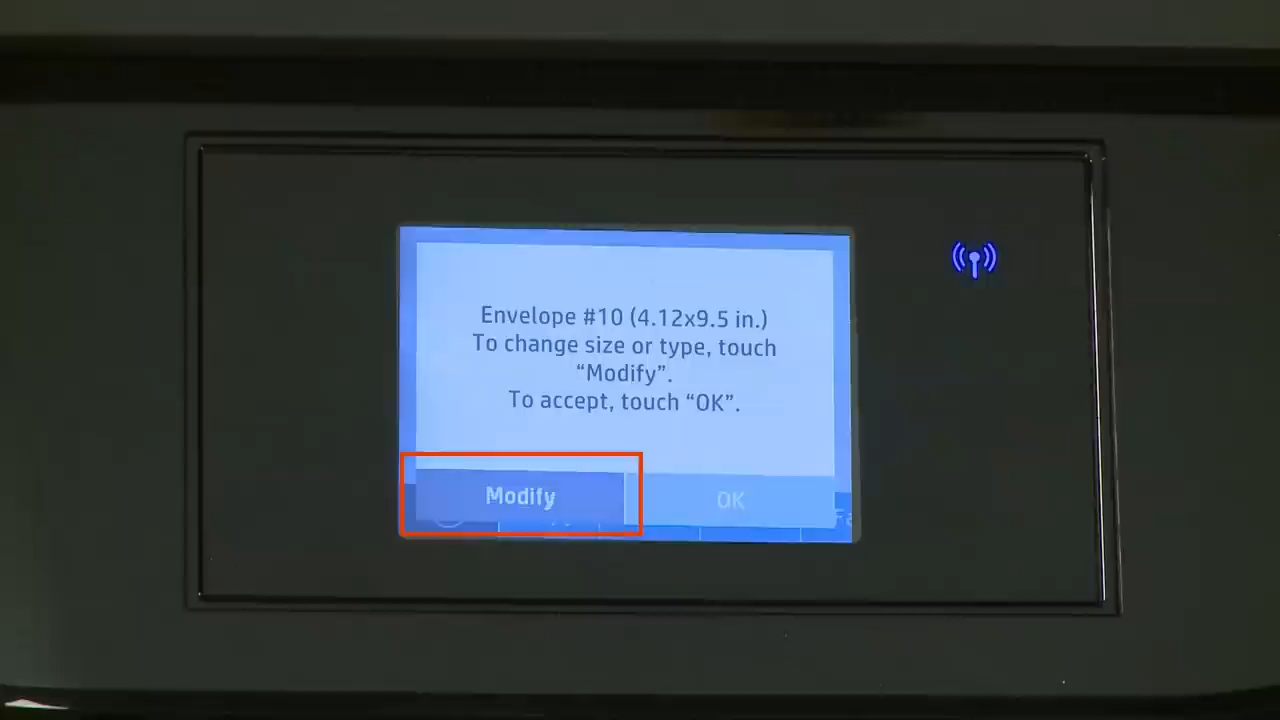 Envelope #10 (4.12x9.5 in.)
To change size or type, touch
“Modify”.
To accept, touch “OK”.
Modify
OK
Fa